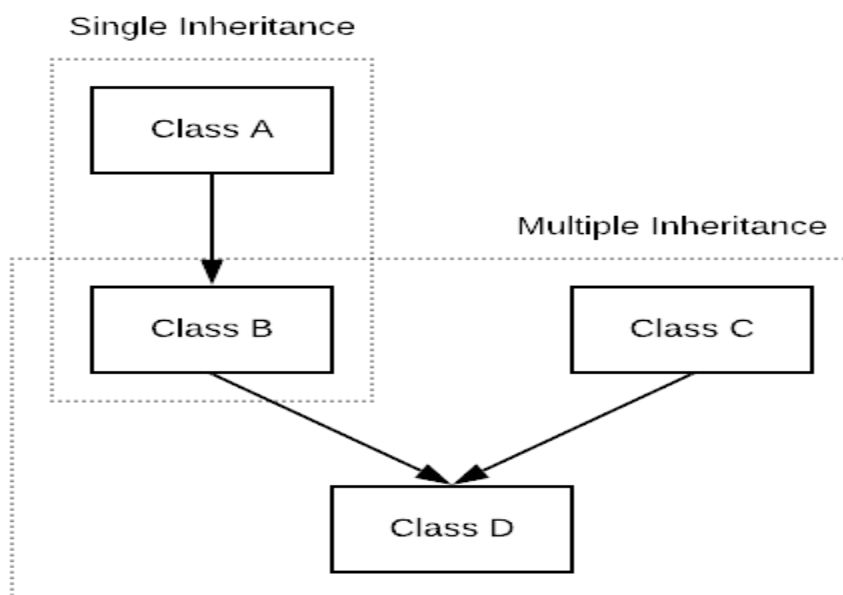 Single Inheritance
Class A
Multiple Inheritance
Class B
Class C
Class D